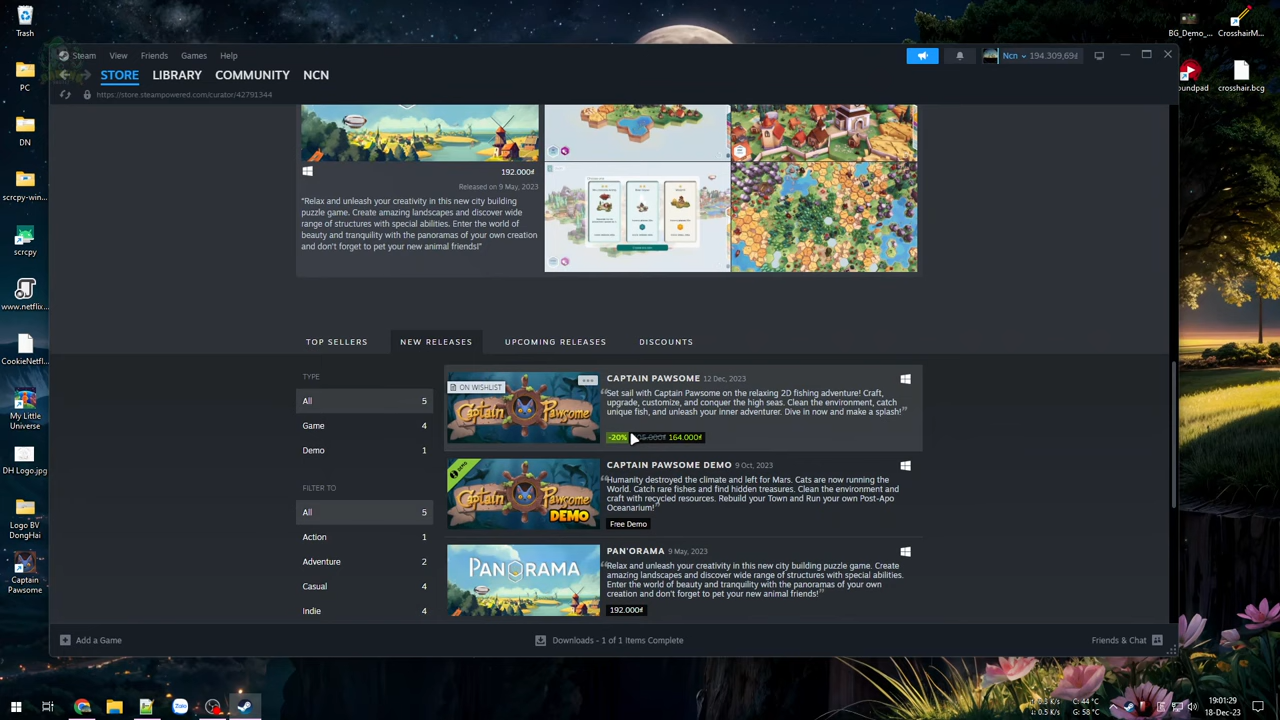 Trash
PC
DN
scrcpy-win...
scrcpy
www.netflix...
CookieNetfl...
My Little
Universe
DH Logo.jpg
Logo BV
DongHai
Captain
Pawsome
BG_Demo_...
CrosshairM...
oundpad
crosshair.bcg
Steam
View
Friends
Games
Help
Ncn
194.309,69₫
STORE
LIBRARY
COMMUNITY
NCN
https://store.steampowered.com/curator/42791344
192.000₫
Released on 9 May, 2023
“Relax and unleash your creativity in this new city building
puzzle game. Create amazing landscapes and discover wide
range of structures with special abilities. Enter the world of
beauty and tranquility with the panoramas of your own creation
and don't forget to pet your new animal friends!”
TOP SELLERS
NEW RELEASES
UPCOMING RELEASES
DISCOUNTS
TYPE
All 5
Game 4
Demo 1
FILTER TO
All 5
Action 1
Adventure 2
Casual 4
Indie 4
ON WISHLIST
Captain Pawsome
CAPTAIN PAWSOME 12 Dec, 2023
“Set sail with Captain Pawsome on the relaxing 2D fishing adventure! Craft,
upgrade, customize, and conquer the high seas. Clean the environment, catch
unique fish, and unleash your inner adventurer. Dive in now and make a splash!”
-20% 164.000₫
DEMO
Captain Pawsome
DEMO
CAPTAIN PAWSOME DEMO 9 Oct, 2023
“Humanity destroyed the climate and left for Mars. Cats are now running the
World. Catch rare fishes and find hidden treasures. Clean the environment and
craft with recycled resources. Rebuild your Town and Run your own Post-Apo
Oceanarium!”
Free Demo
PAN'ORAMA
PAN'ORAMA 9 May, 2023
“Relax and unleash your creativity in this new city building puzzle game. Create
amazing landscapes and discover wide range of structures with special abilities.
Enter the world of beauty and tranquility with the panoramas of your own
creation and don't forget to pet your new animal friends!”
192.000₫
Add a Game
Downloads - 1 of 1 Items Complete
Friends & Chat
C: 44 °C
G: 58 °C
19:01:29
18-Dec-23